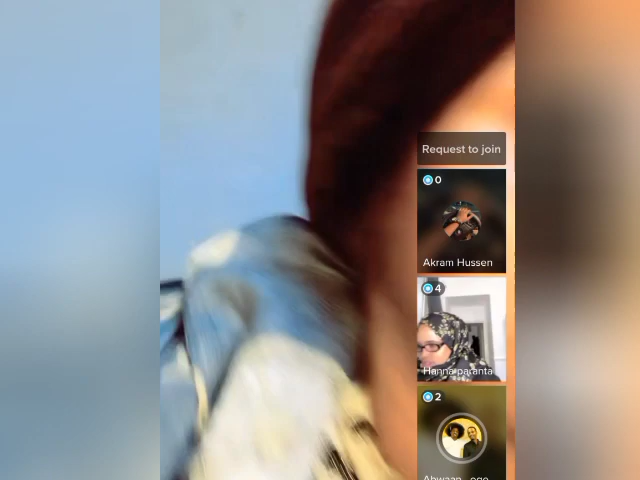 Request to join
0
Akram Hussen
4
Hanna paranta
2